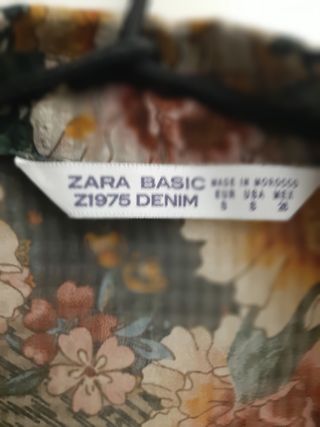 ZARA BASIC MADE IN MOROCCO
Z1975 DENIM EUR USA MEX
S S 26